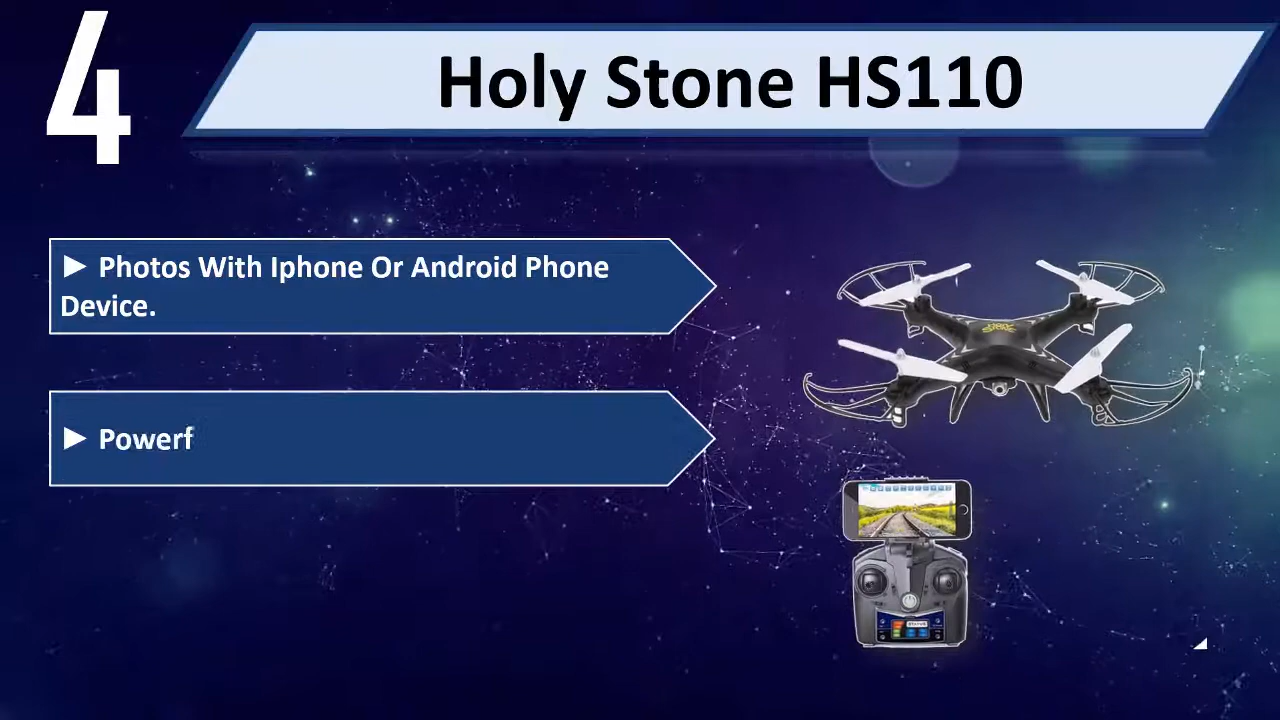 4
Holy Stone HS110
► Photos With Iphone Or Android Phone
Device.
► Powerf